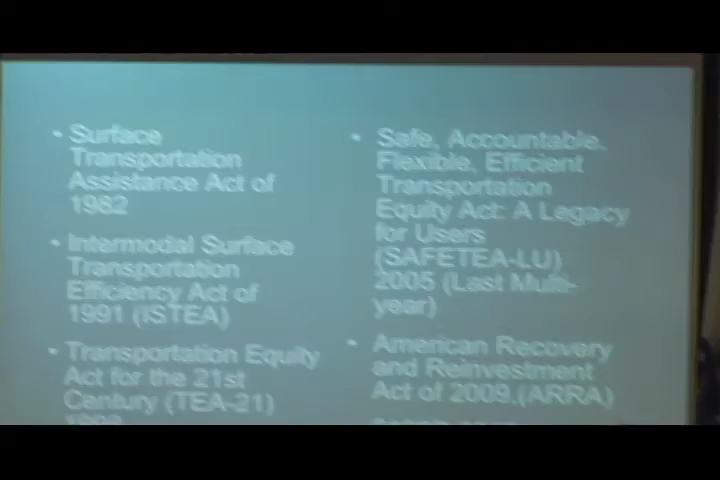 • Surface
Transportation
Assistance Act of
1982
• Intermodal Surface
Transportation
Efficiency Act of
1991 (ISTEA)
• Transportation Equity
Act for the 21st
Century (TEA-21)
• Safe, Accountable,
Flexible, Efficient
Transportation
Equity Act: A Legacy
for Users
(SAFETEA-LU)
2005 (Last Multi-
year)
• American Recovery
and Reinvestment
Act of 2009.(ARRA)